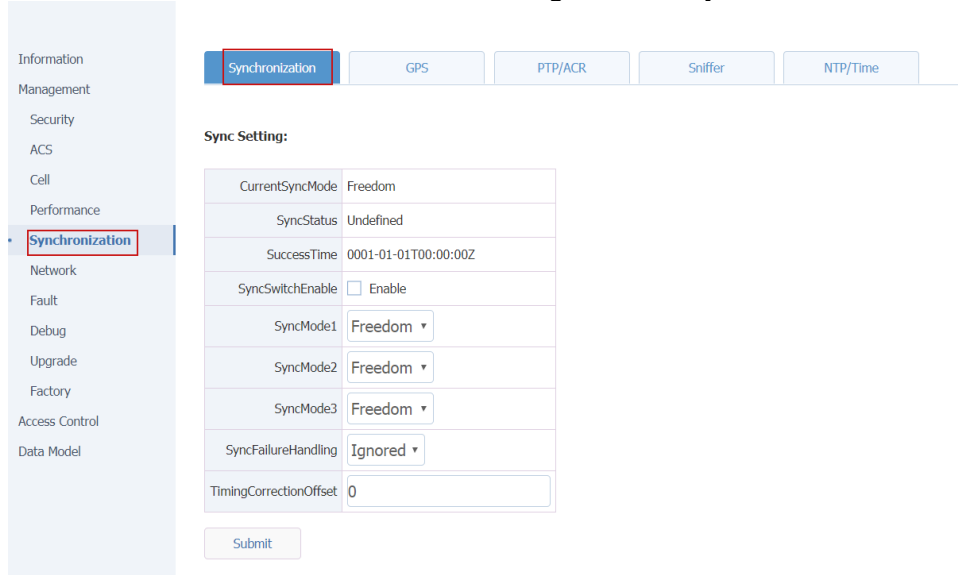 Information
Management
Security
ACS
Cell
Performance
Synchronization
Network
Fault
Debug
Upgrade
Factory
Access Control
Data Model
Synchronization GPS PTP/ACR Sniffer NTP/Time
Sync Setting:
CurrentSyncMode Freedom
SyncStatus Undefined
SuccessTime 0001-01-01T00:00:00Z
SyncSwitchEnable Enable
SyncMode1 Freedom
SyncMode2 Freedom
SyncMode3 Freedom
SyncFailureHandling Ignored
TimingCorrectionOffset 0
Submit